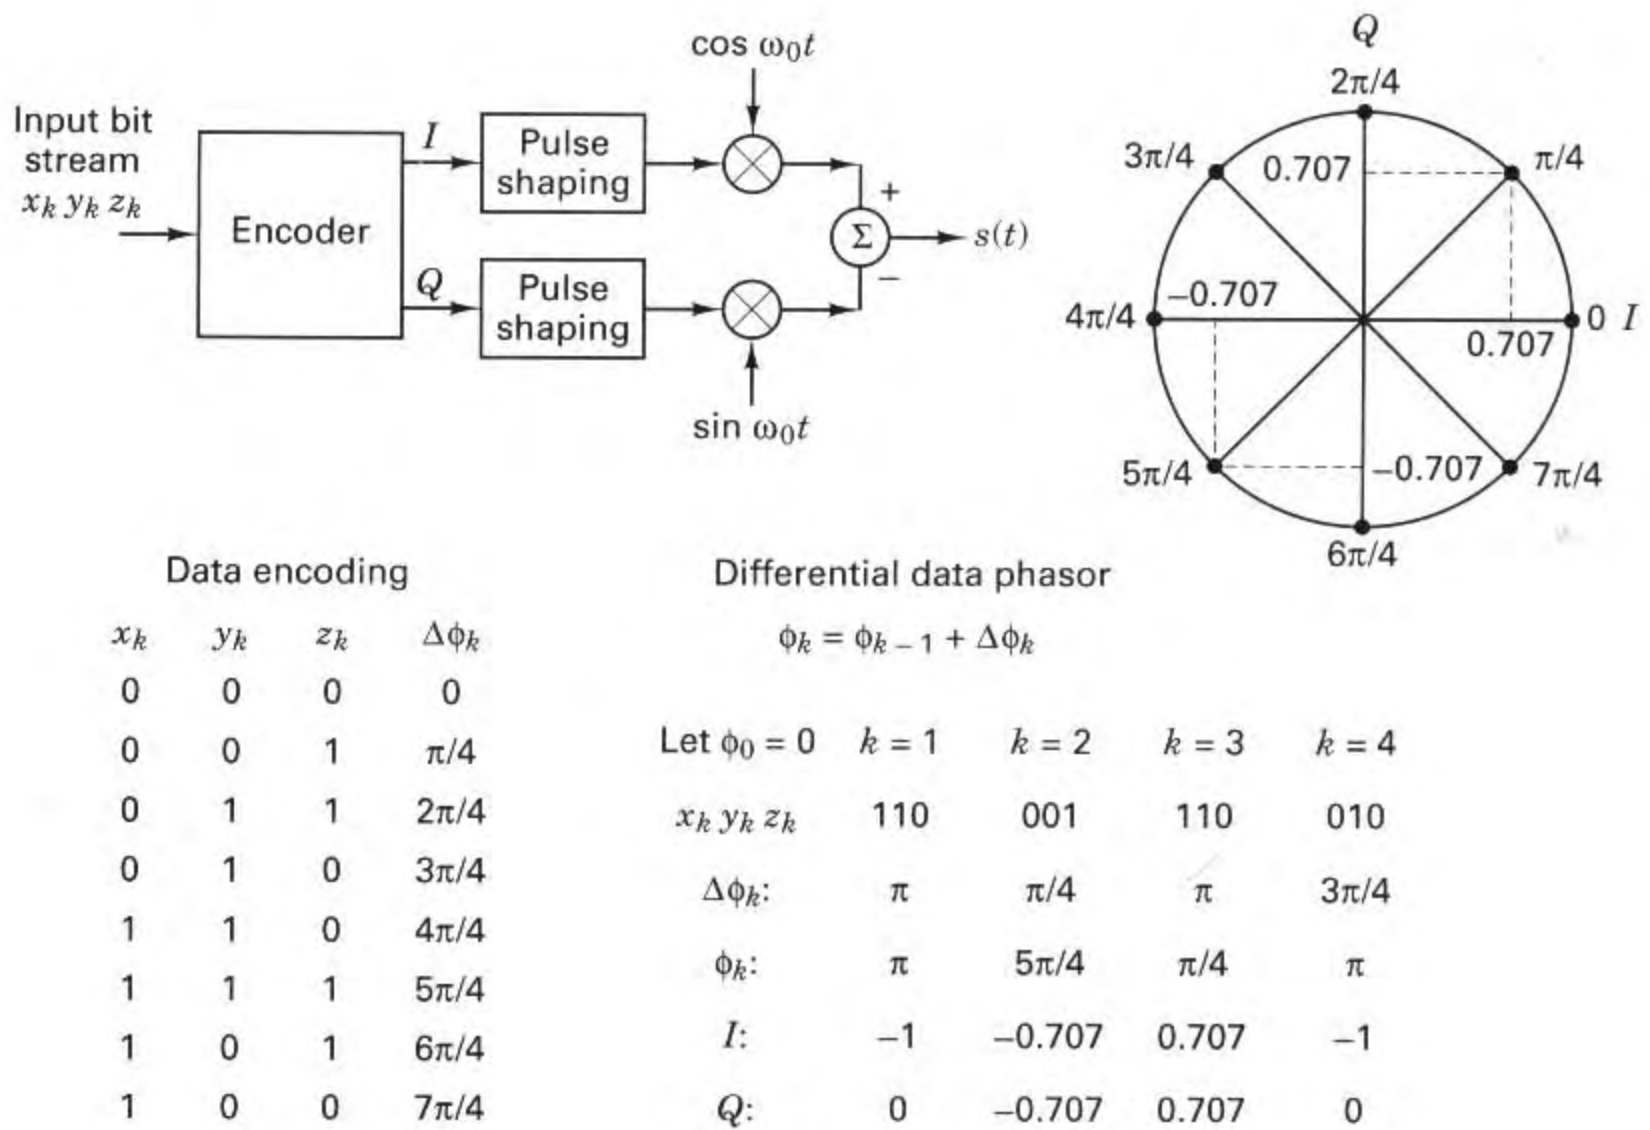 cos ω₀t
Input bit
stream
xₖ yₖ zₖ
Encoder
I
Pulse
shaping
Q
Pulse
shaping
+
Σ
−
s(t)
sin ω₀t
Q
2π/4
3π/4
0.707
π/4
4π/4
−0.707
0 I
0.707
5π/4
−0.707
7π/4
6π/4
Data encoding
xₖ yₖ zₖ Δϕₖ
0 0 0 0
0 0 1 π/4
0 1 1 2π/4
0 1 0 3π/4
1 1 0 4π/4
1 1 1 5π/4
1 0 1 6π/4
1 0 0 7π/4
Differential data phasor
ϕₖ = ϕₖ₋₁ + Δϕₖ
Let ϕ₀ = 0 k = 1 k = 2 k = 3 k = 4
xₖ yₖ zₖ 110 001 110 010
Δϕₖ: π π/4 π 3π/4
ϕₖ: π 5π/4 π/4 π
I: −1 −0.707 0.707 −1
Q: 0 −0.707 0.707 0